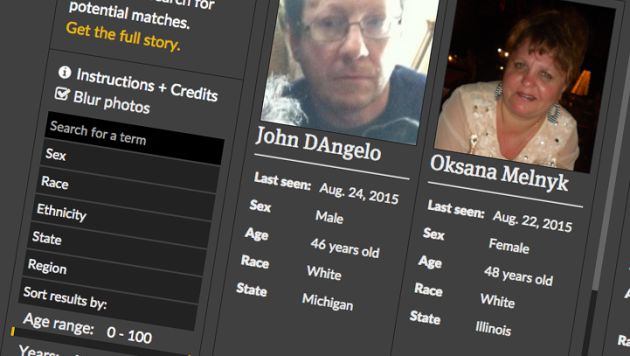 potential matches.
Get the full story.
Instructions + Credits
Blur photos
Search for a term
Sex
Race
Ethnicity
State
Region
Sort results by:
Age range: 0 - 100
John DAngelo
Last seen: Aug. 24, 2015
Sex Male
Age 46 years old
Race White
State Michigan
Oksana Melnyk
Last seen: Aug. 22, 2015
Sex Female
Age 48 years old
Race White
State Illinois